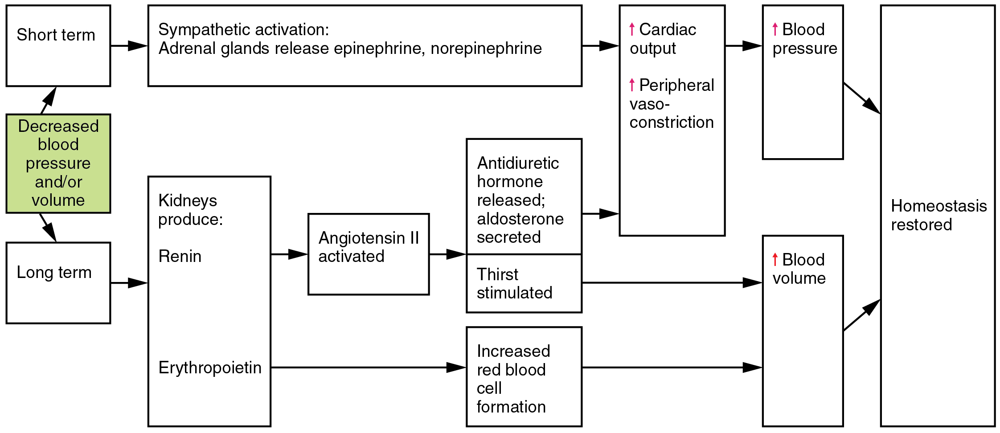 Short term
Sympathetic activation:
Adrenal glands release epinephrine, norepinephrine
↑ Cardiac
output
↑ Peripheral
vaso-
constriction
↑ Blood
pressure
Decreased
blood
pressure
and/or
volume
Long term
Kidneys
produce:
Renin
Erythropoietin
Angiotensin II
activated
Antidiuretic
hormone
released;
aldosterone
secreted
Thirst
stimulated
Increased
red blood
cell
formation
↑ Blood
volume
Homeostasis
restored